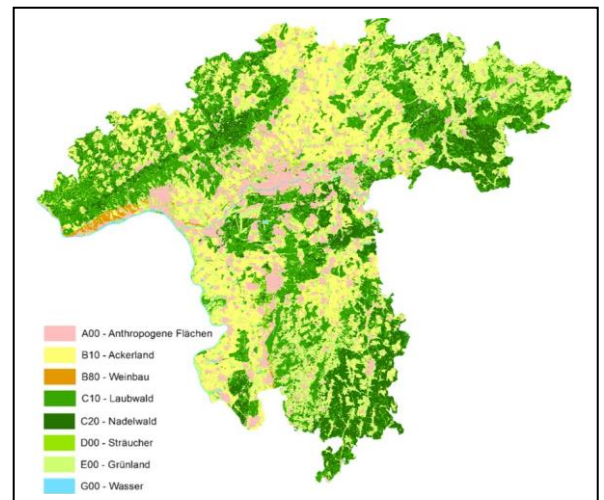 A00 - Anthropogene Flächen
B10 - Ackerland
B80 - Weinbau
C10 - Laubwald
C20 - Nadelwald
D00 - Sträucher
E00 - Grünland
G00 - Wasser